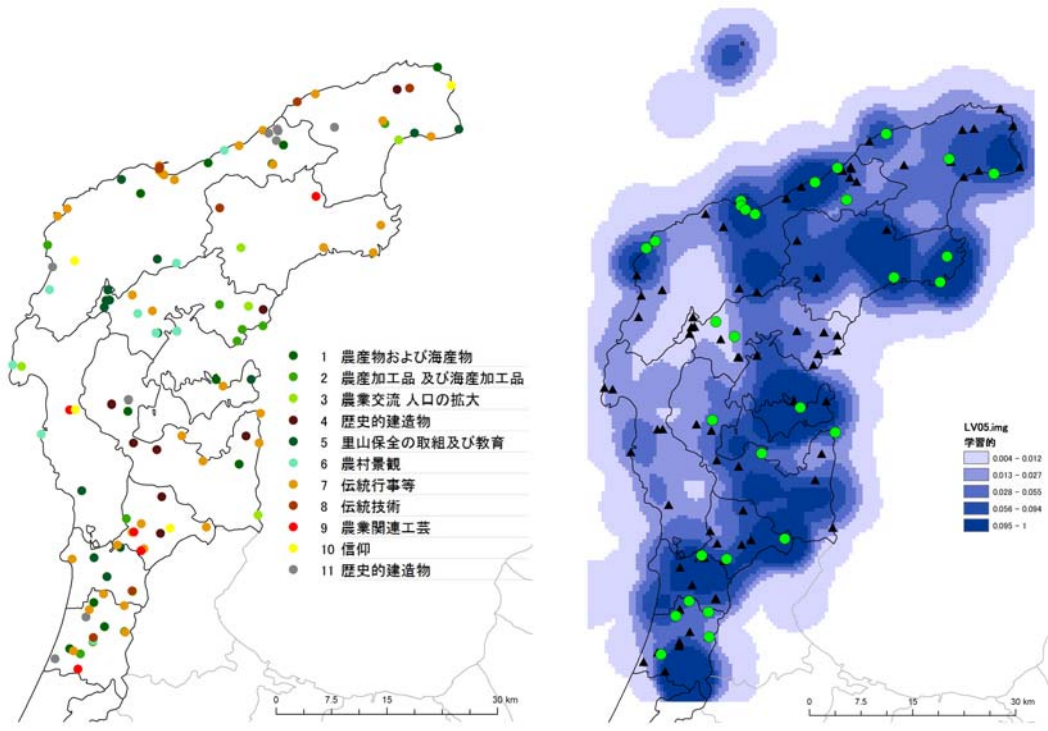 1 農産物および海産物
2 農産加工品 及び海産加工品
3 農業交流 人口の拡大
4 歴史的建造物
5 里山保全の取組及び教育
6 農村景観
7 伝統行事等
8 伝統技術
9 農業関連工芸
10 信仰
11 歴史的建造物
0 7.5 15 30 km
LV05.img
学習的
0.004 - 0.012
0.013 - 0.027
0.028 - 0.055
0.056 - 0.094
0.095 - 1
0 7.5 15 30 km